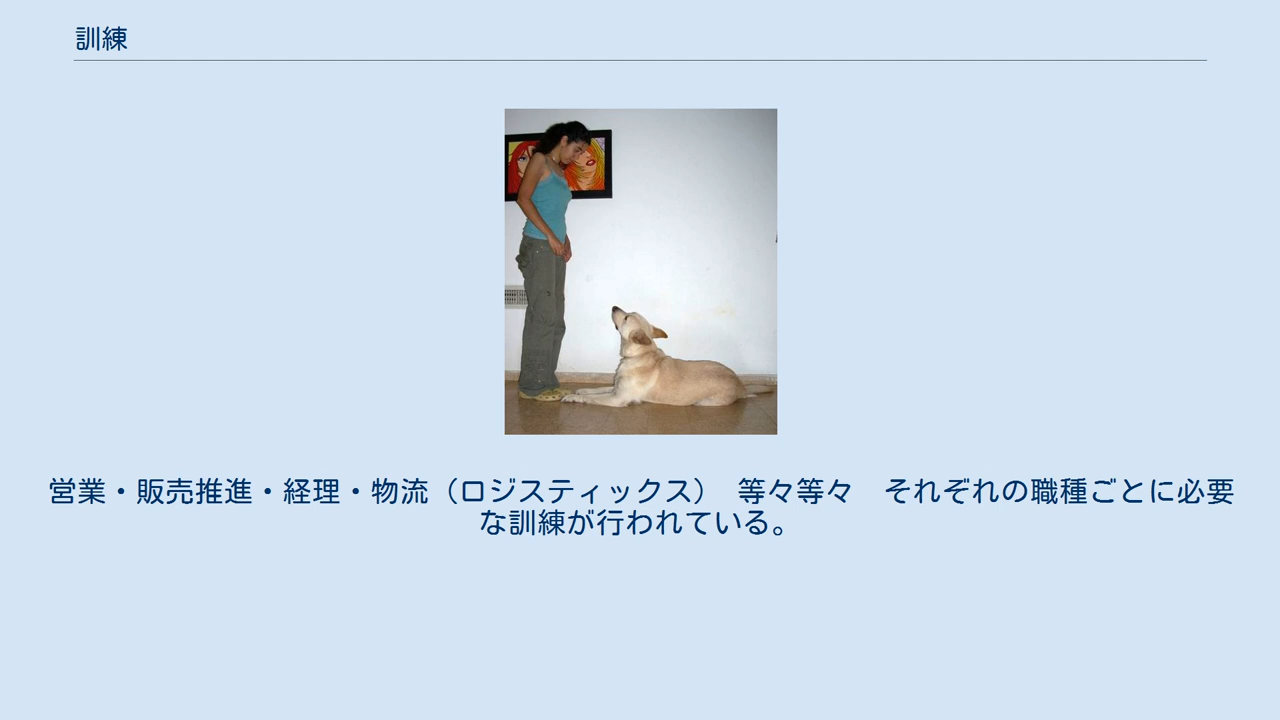 訓練
営業・販売推進・経理・物流（ロジスティックス）　等々等々　それぞれの職種ごとに必要
な訓練が行われている。